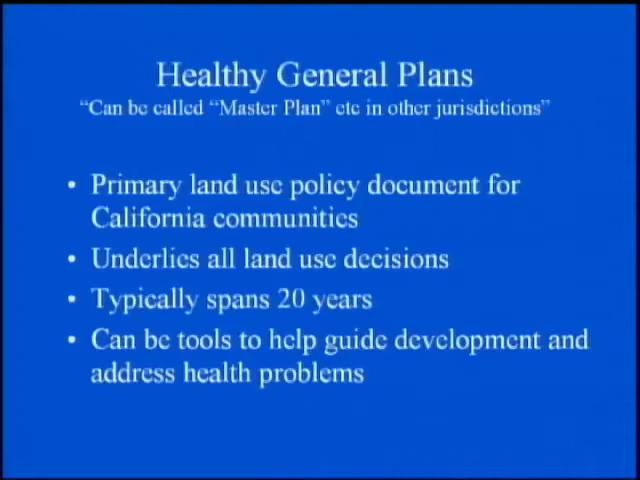 Healthy General Plans
“Can be called “Master Plan” etc in other jurisdictions”
• Primary land use policy document for
California communities
• Underlies all land use decisions
• Typically spans 20 years
• Can be tools to help guide development and
address health problems